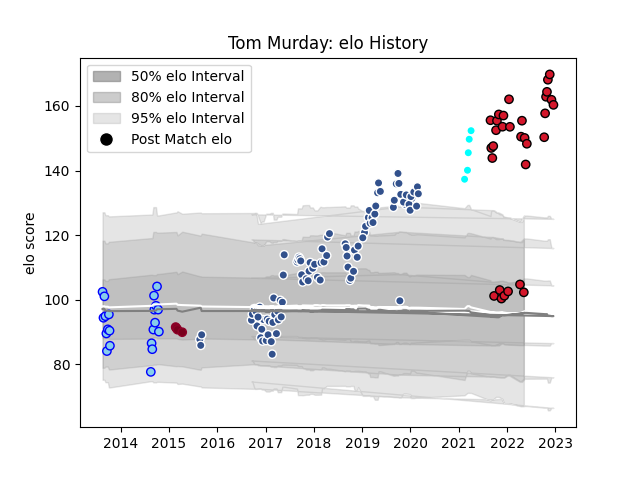 Tom Murday: elo History
50% elo Interval
80% elo Interval
95% elo Interval
Post Match elo
elo score
160
140
120
100
80
2014 2015 2016 2017 2018 2019 2020 2021 2022 2023